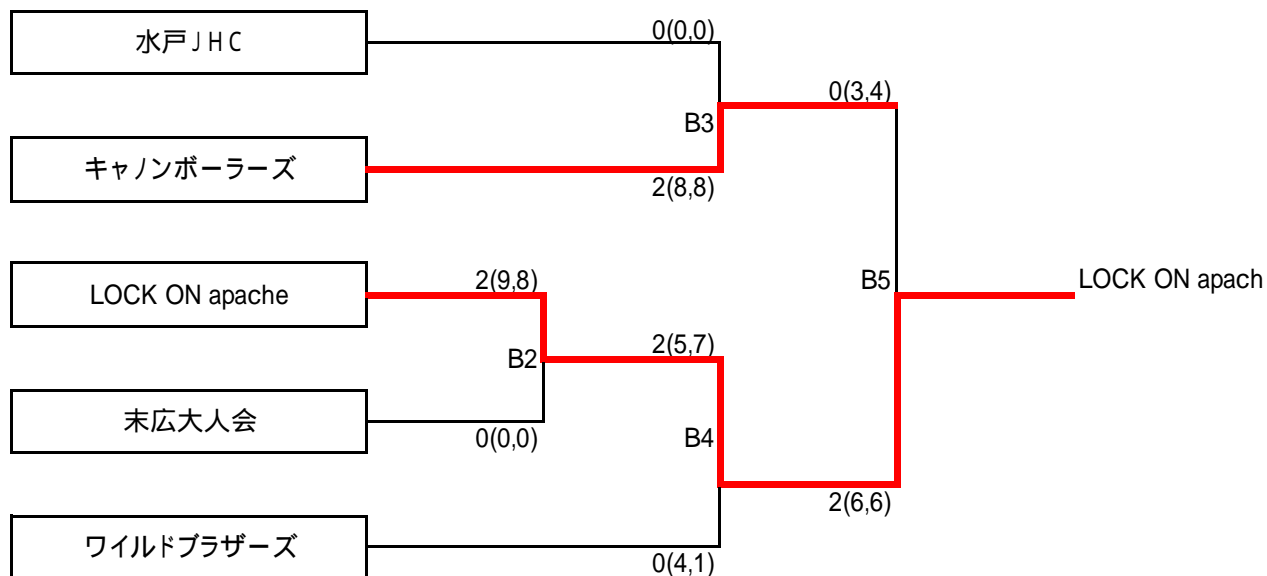 水戸JHC
0(0,0)
0(3,4)
B3
キャノンボーラーズ
2(8,8)
LOCK ON apache
2(9,8)
B5
LOCK ON apach
B2
2(5,7)
末広大人会
0(0,0)
B4
2(6,6)
ワイルドブラザーズ
0(4,1)